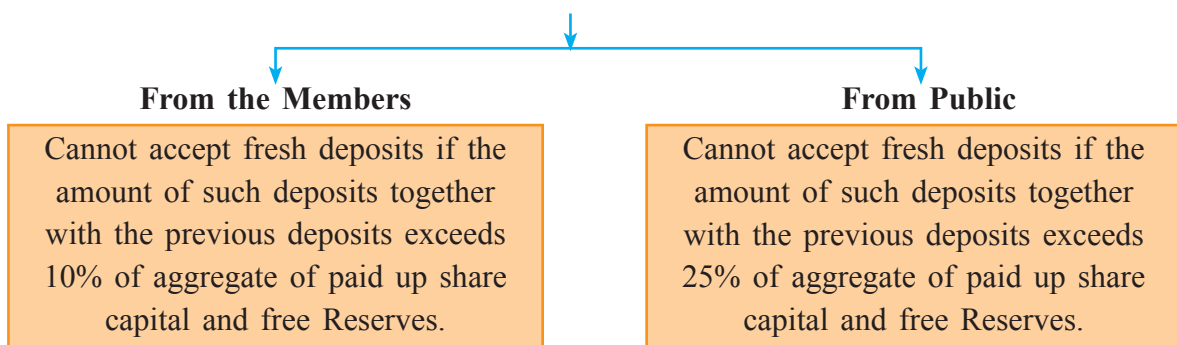 From the Members
Cannot accept fresh deposits if the
amount of such deposits together
with the previous deposits exceeds
10% of aggregate of paid up share
capital and free Reserves.
From Public
Cannot accept fresh deposits if the
amount of such deposits together
with the previous deposits exceeds
25% of aggregate of paid up share
capital and free Reserves.